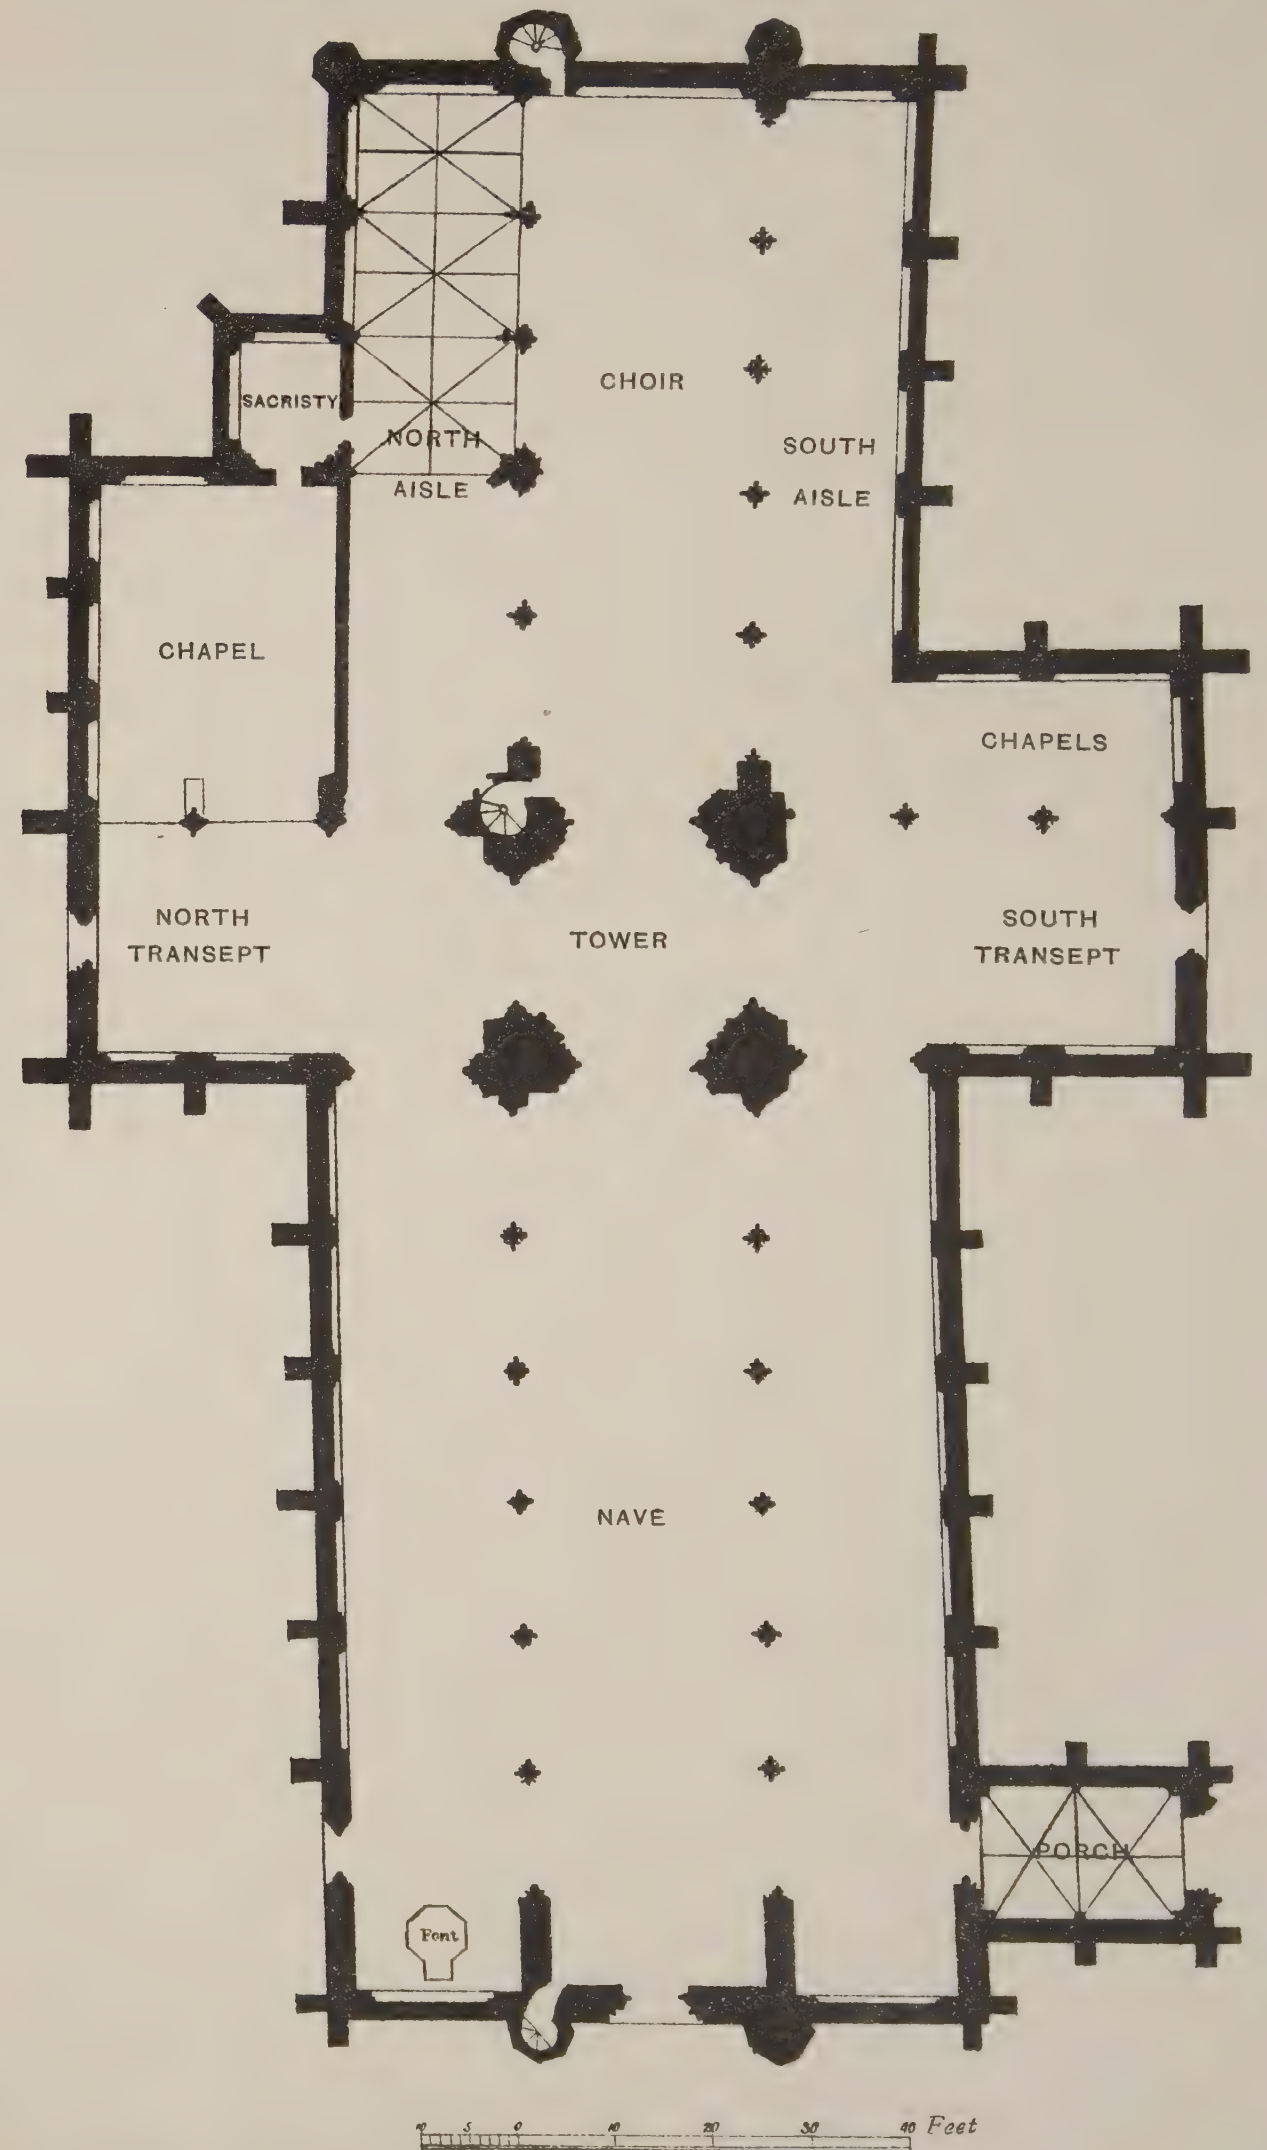 CHOIR
SACRISTY
NORTH
AISLE
SOUTH
AISLE
CHAPEL
CHAPELS
NORTH
TRANSEPT
TOWER
SOUTH
TRANSEPT
NAVE
PORCH
Font
10 5 0 10 20 30 40 Feet